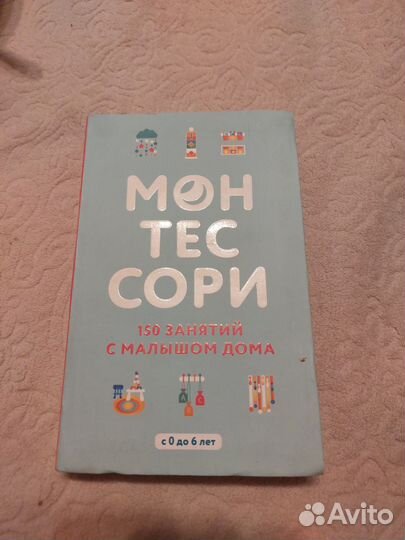 МОН
ТЕС
СОРИ
150 ЗАНЯТИЙ
С МАЛЫШОМ ДОМА
с 0 до 6 лет
Avito